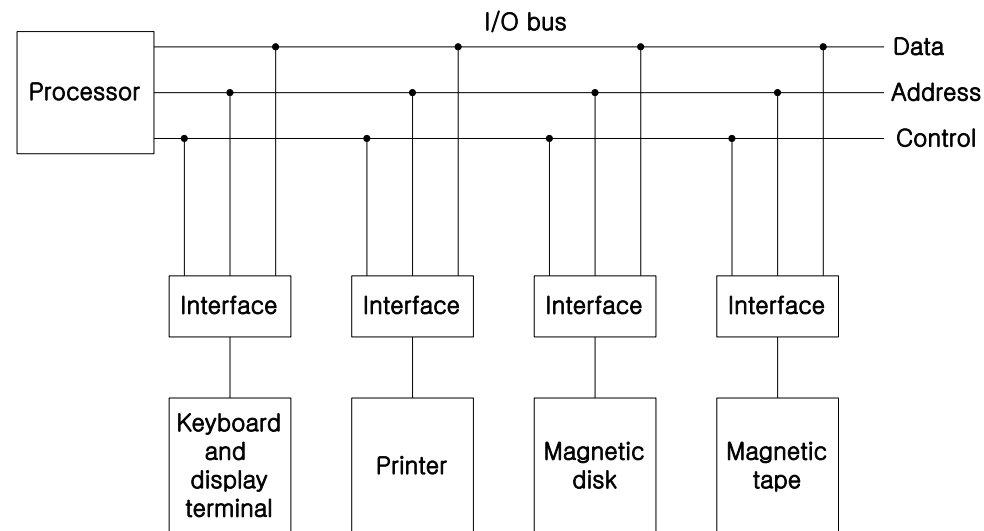 I/O bus
Data
Processor
Address
Control
Interface
Interface
Interface
Interface
Keyboard
and
display
terminal
Printer
Magnetic
disk
Magnetic
tape